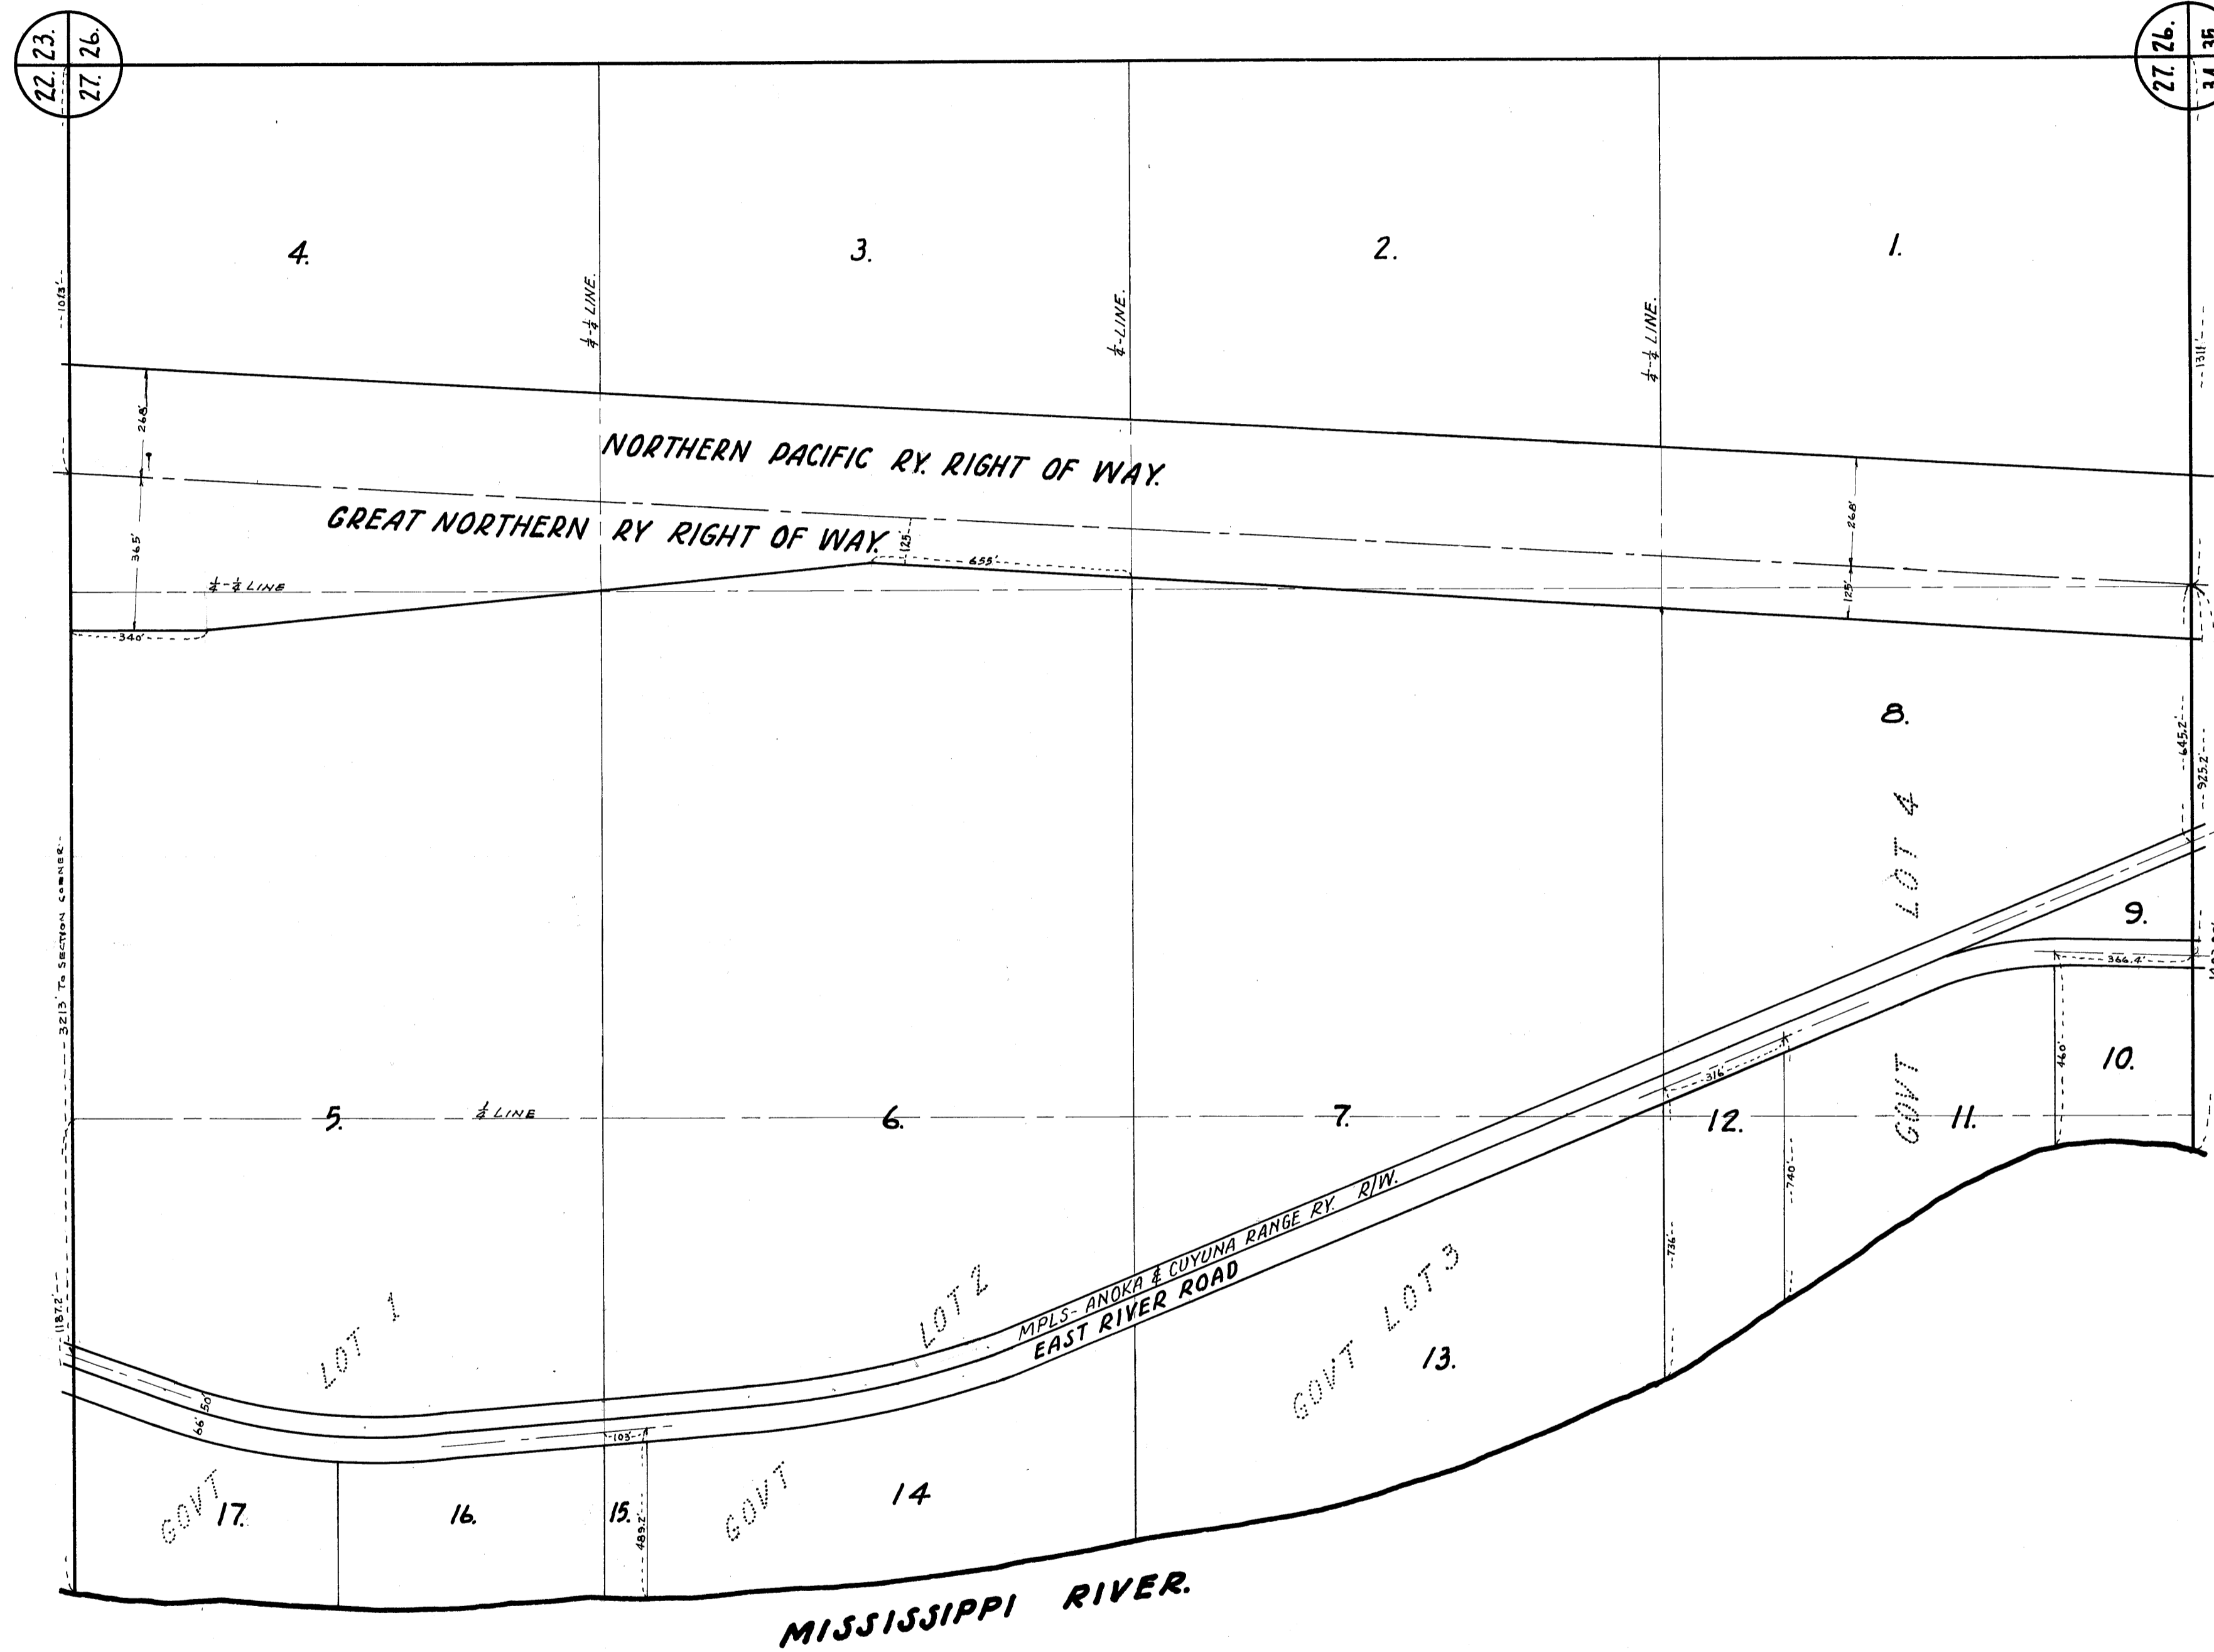 22. 23.
27. 26.
27. 26.
4.
3.
2.
1.
¼-¼ LINE.
¼-LINE.
¼-¼ LINE.
1013'
1311'
268'
NORTHERN PACIFIC RY. RIGHT OF WAY.
268'
GREAT NORTHERN RY RIGHT OF WAY.
125'
365'
655'
¼-¼ LINE
125'
340'
8.
645.2'
925.2'
GOVT LOT 4
3213' To SECTION CORNER
9.
366.4'
460'
10.
316'
5.
¼ LINE
6.
7.
12.
11.
740'
736'
MPLS-ANOKA & CUYUNA RANGE RY. R/W.
EAST RIVER ROAD
1187.2'
GOVT LOT 1
GOVT LOT 2
GOV'T LOT 3
13.
66' 50'
103'
17.
16.
15.
489.2'
14
MISSISSIPPI RIVER.